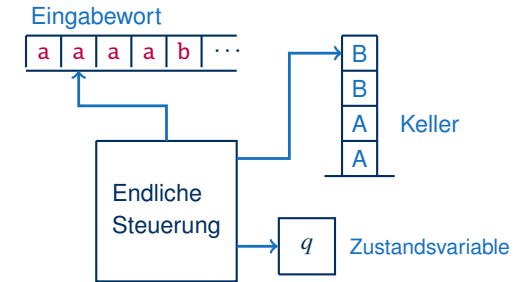 Eingabewort
a a a a b ···
B
B
A
A
Keller
Endliche
Steuerung
q
Zustandsvariable